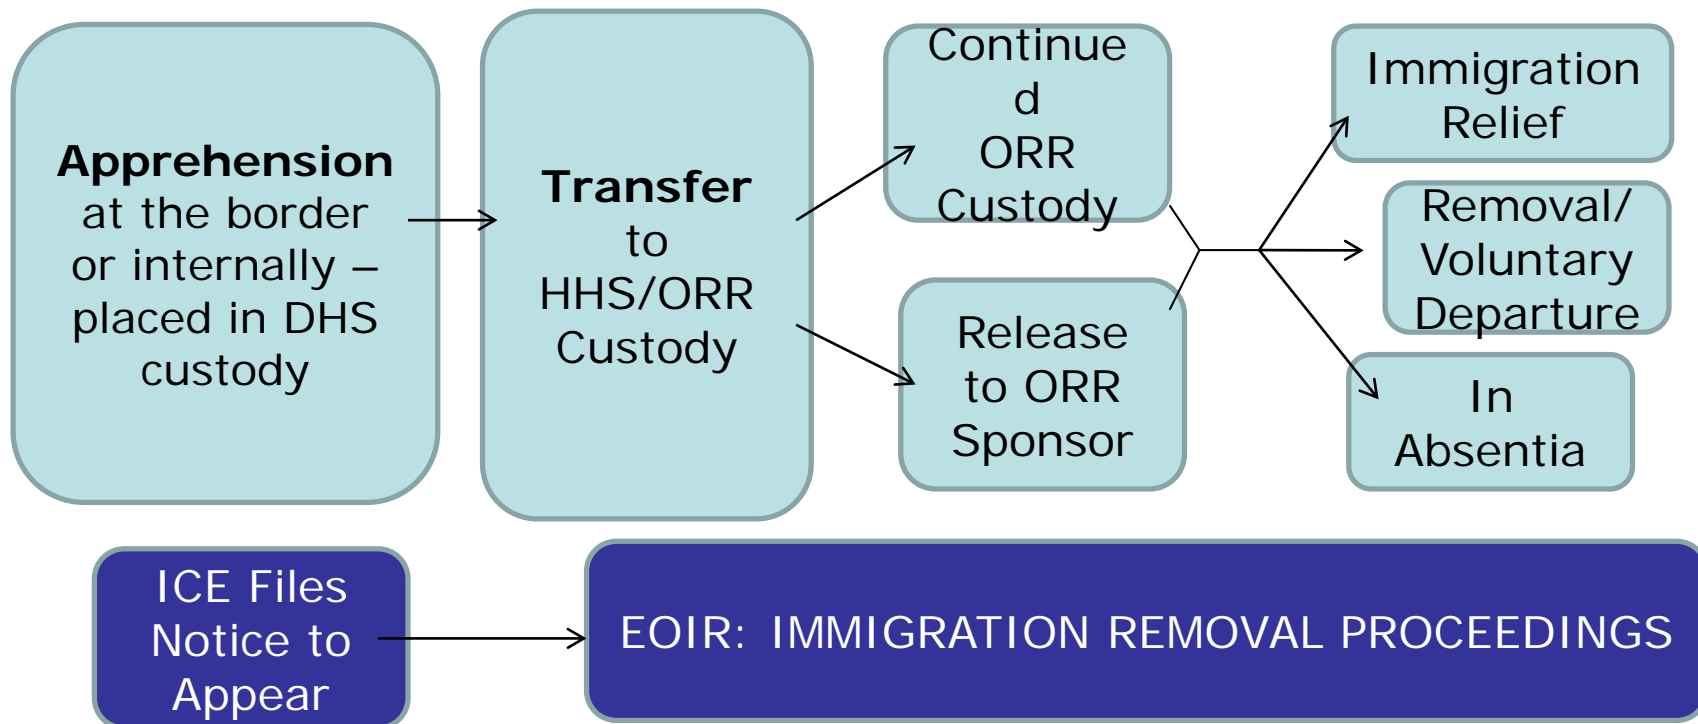 Apprehension
at the border
or internally –
placed in DHS
custody
Transfer
to
HHS/ORR
Custody
Continue
d
ORR
Custody
Release
to ORR
Sponsor
Immigration
Relief
Removal/
Voluntary
Departure
In
Absentia
ICE Files
Notice to
Appear
EOIR: IMMIGRATION REMOVAL PROCEEDINGS